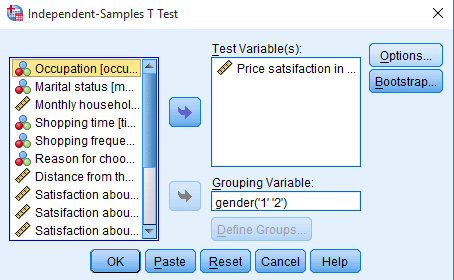 Independent-Samples T Test
Occupation [occu...
Marital status [m...
Monthly househol...
Shopping time [ti...
Shopping freque...
Reason for choo...
Distance from th...
Satisfaction abou...
Satisfaction abou...
Satisfaction abou...
Test Variable(s):
Price satsifaction in ...
Grouping Variable:
gender('1' '2')
Define Groups...
Options...
Bootstrap...
OK
Paste
Reset
Cancel
Help